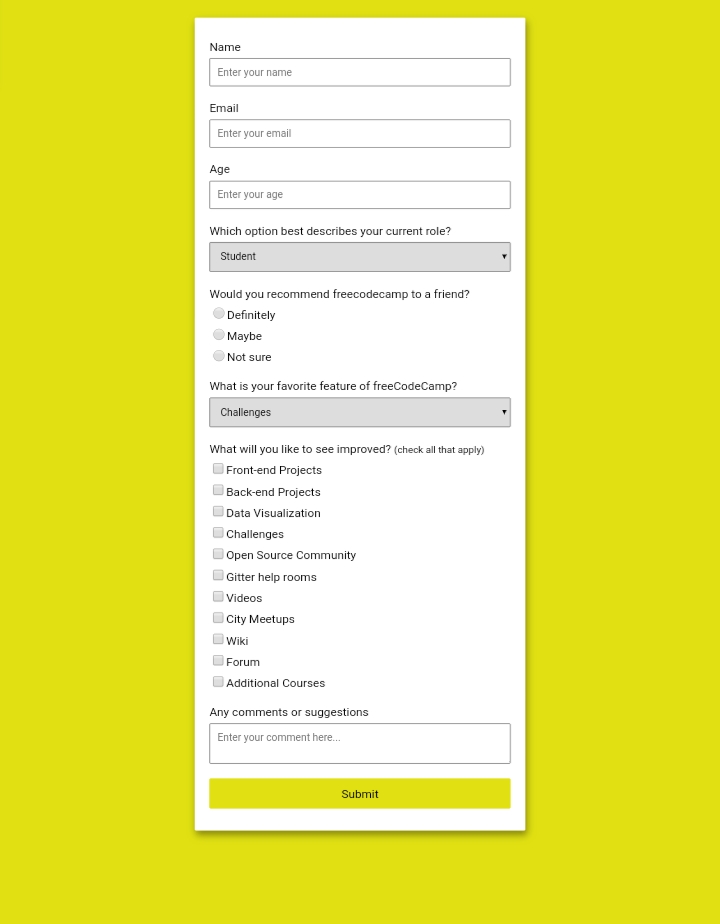 Name
Enter your name
Email
Enter your email
Age
Enter your age
Which option best describes your current role?
Student
Would you recommend freecodecamp to a friend?
Definitely
Maybe
Not sure
What is your favorite feature of freeCodeCamp?
Challenges
What will you like to see improved? (check all that apply)
Front-end Projects
Back-end Projects
Data Visualization
Challenges
Open Source Community
Gitter help rooms
Videos
City Meetups
Wiki
Forum
Additional Courses
Any comments or suggestions
Enter your comment here...
Submit